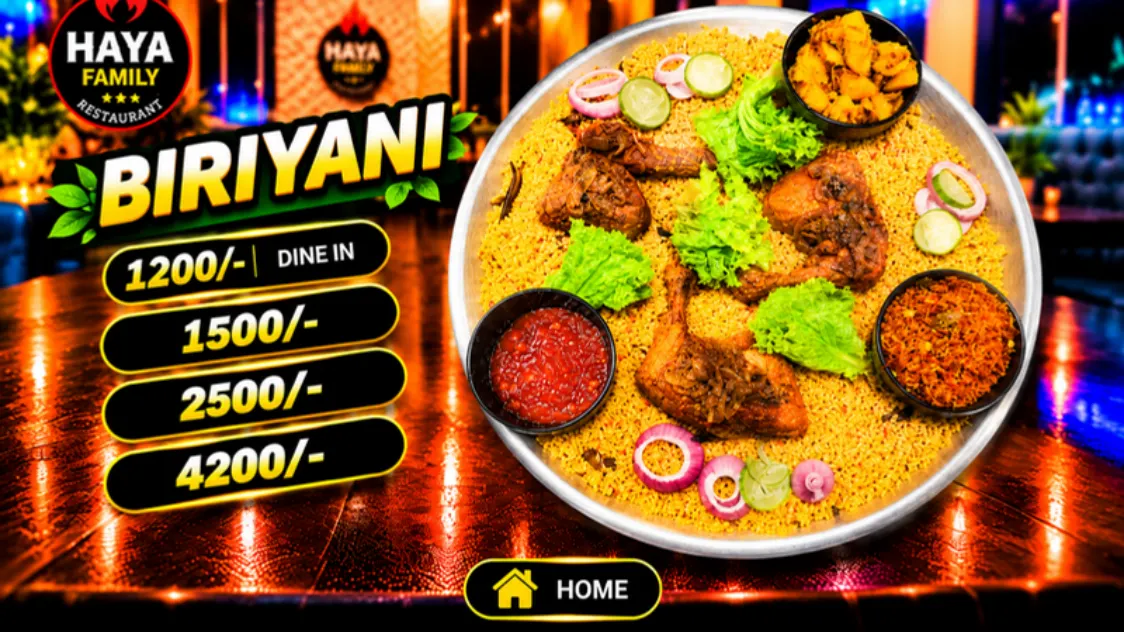 HAYA
FAMILY
RESTAURANT
HAYA
FAMILY
BIRIYANI
1200/- DINE IN
1500/-
2500/-
4200/-
HOME